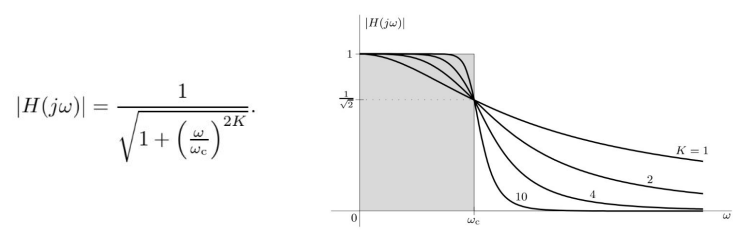 |H(jω)| = 1 / √(1 + (ω/ω_c)^{2K}).
|H(jω)|
1
1/√2
K = 1
2
4
10
0
ω_c
ω